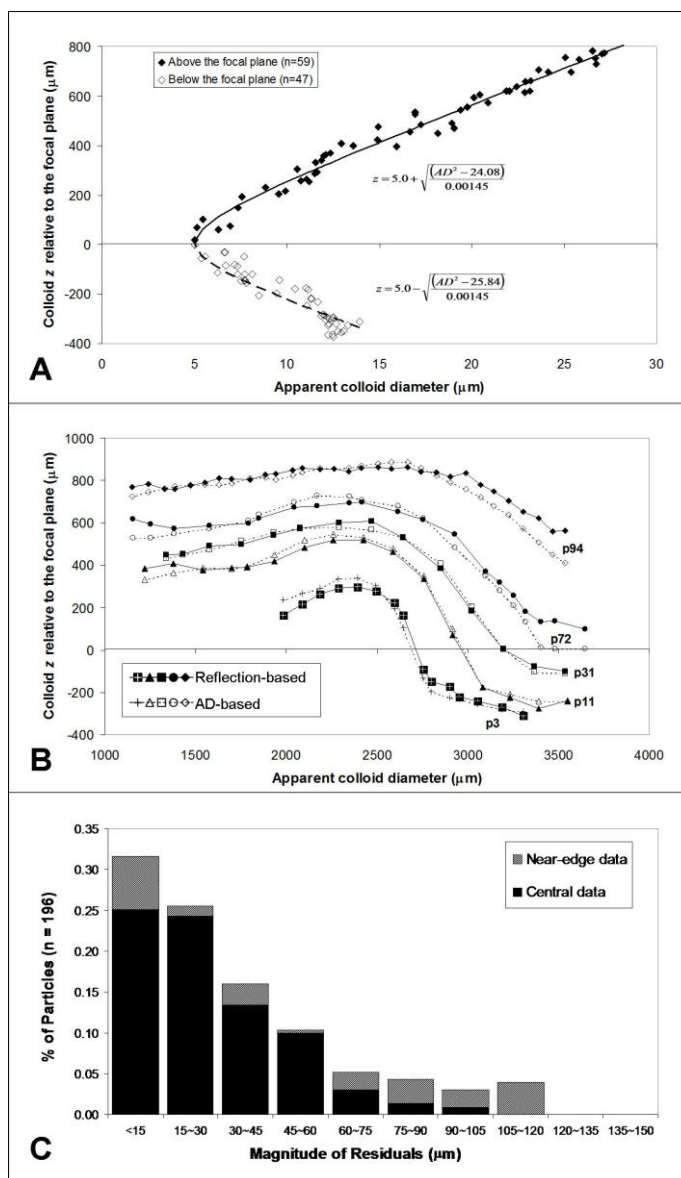 800
600
400
200
0
-200
-400
Colloid z relative to the focal plane (μm)
◆ Above the focal plane (n=59)
◇ Below the focal plane (n=47)
z = 5.0 + √((AD² − 24.08) / 0.00145)
z = 5.0 − √((AD² − 25.84) / 0.00145)
0 5 10 15 20 25 30
Apparent colloid diameter (μm)
A
1000
800
600
400
200
0
-200
-400
Colloid z relative to the focal plane (μm)
p94
p72
p31
p11
p3
Reflection-based
AD-based
1000 1500 2000 2500 3000 3500 4000
Apparent colloid diameter (μm)
B
0.35
0.30
0.25
0.20
0.15
0.10
0.05
0.00
% of Particles (n = 196)
Near-edge data
Central data
<15 15~30 30~45 45~60 60~75 75~90 90~105 105~120 120~135 135~150
Magnitude of Residuals (μm)
C